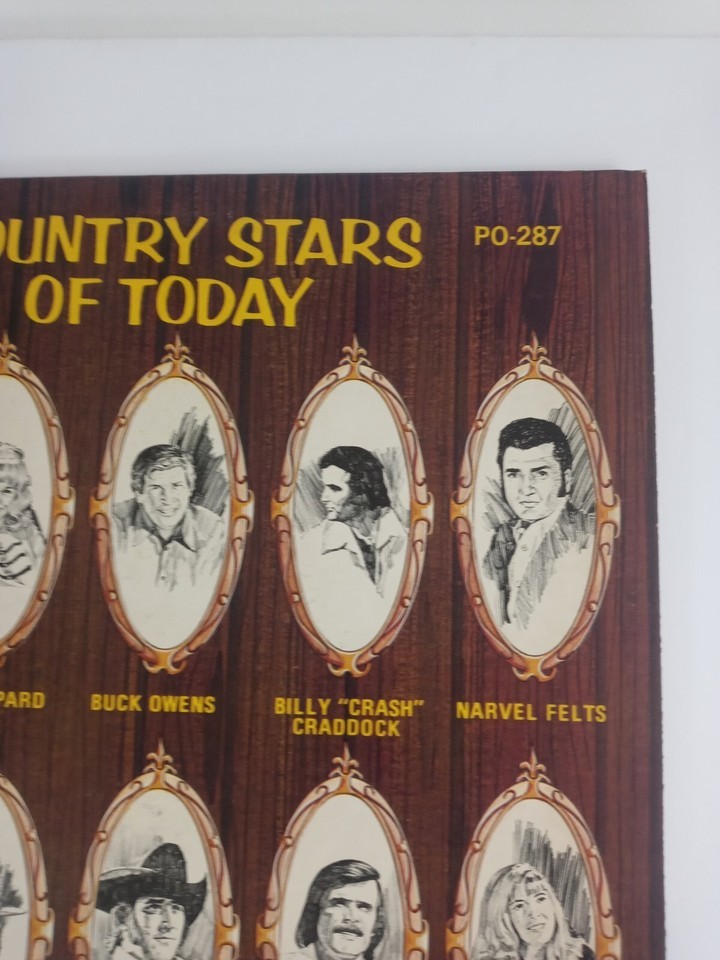 OUNTRY STARS
OF TODAY
PO-287
PARD
BUCK OWENS
BILLY "CRASH"
CRADDOCK
NARVEL FELTS